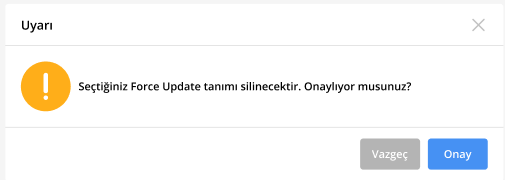 Uyarı
Seçtiğiniz Force Update tanımı silinecektir. Onaylıyor musunuz?
Vazgeç
Onay